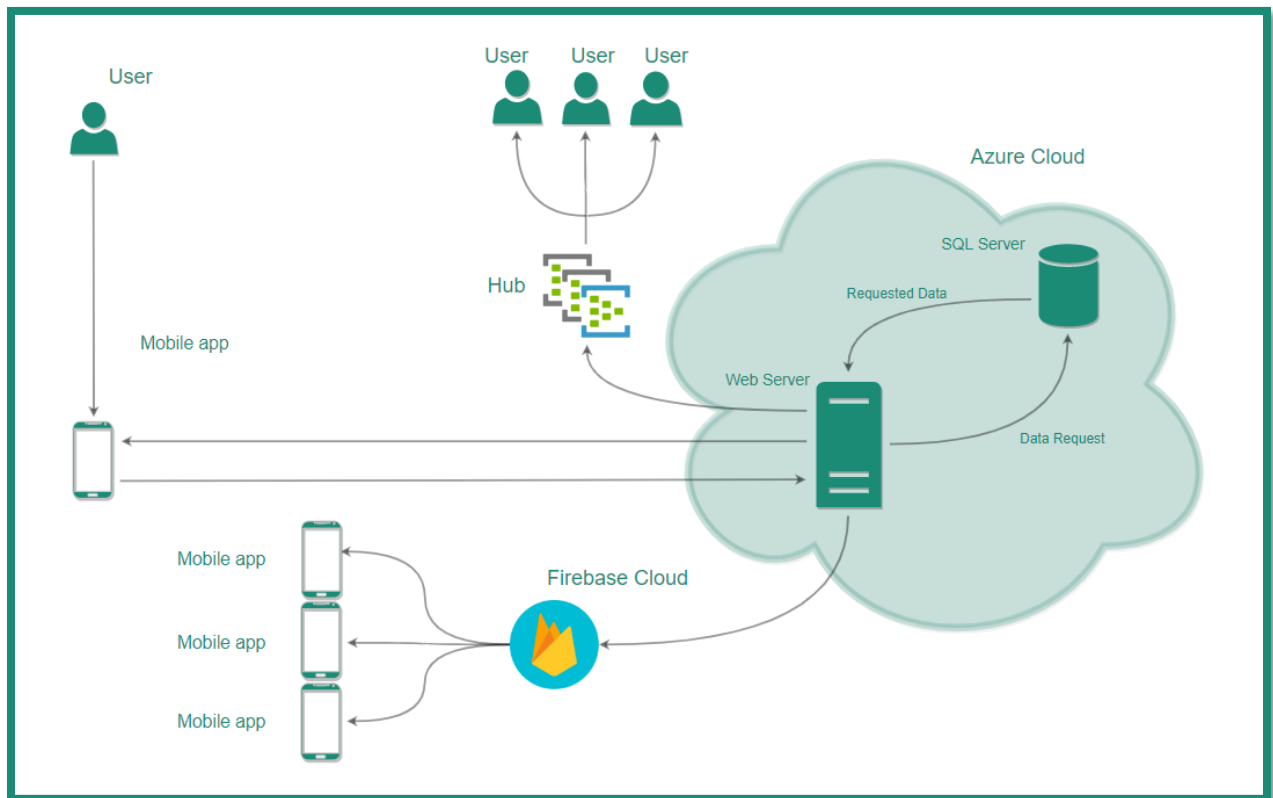 User
User
User
User
Azure Cloud
SQL Server
Hub
Requested Data
Mobile app
Web Server
Data Request
Mobile app
Firebase Cloud
Mobile app
Mobile app